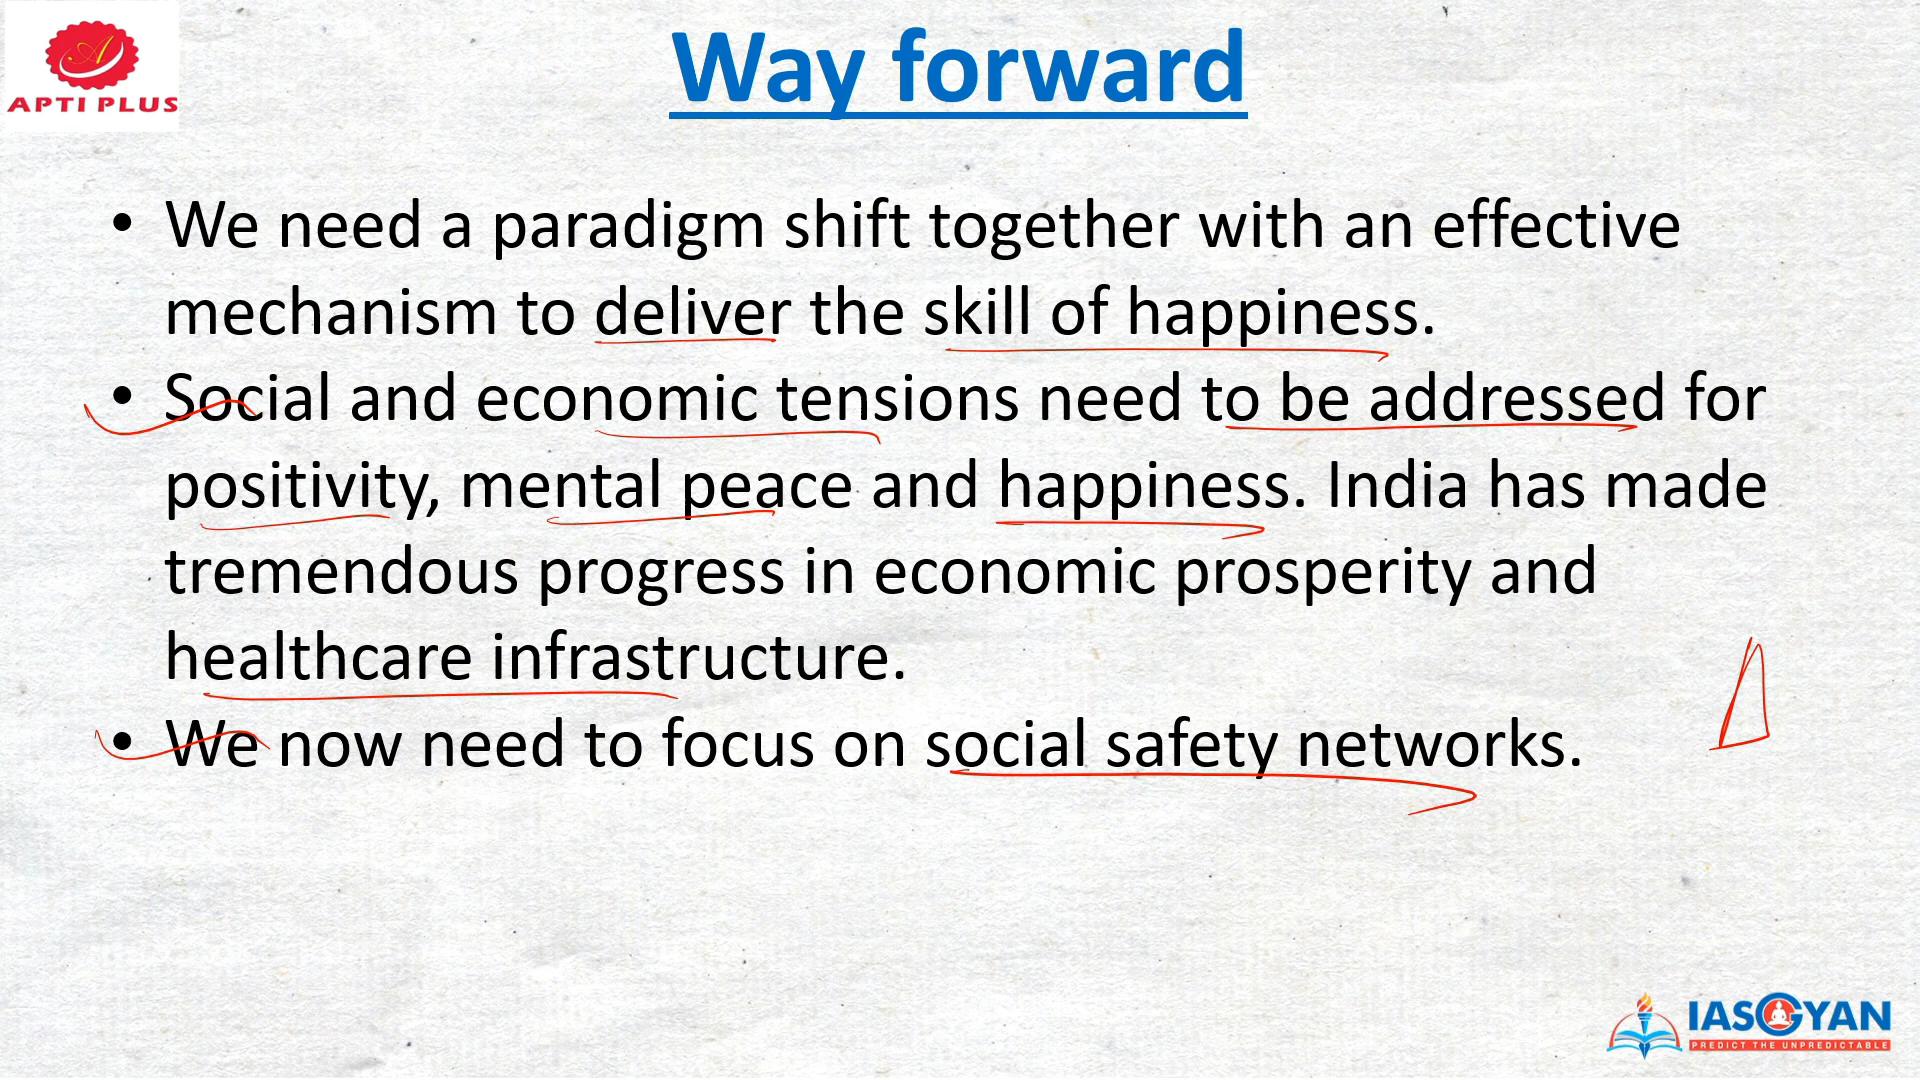 APTI PLUS
Way forward
• We need a paradigm shift together with an effective
mechanism to deliver the skill of happiness.
• Social and economic tensions need to be addressed for
positivity, mental peace and happiness. India has made
tremendous progress in economic prosperity and
healthcare infrastructure.
• We now need to focus on social safety networks.
IASGYAN
PREDICT THE UNPREDICTABLE